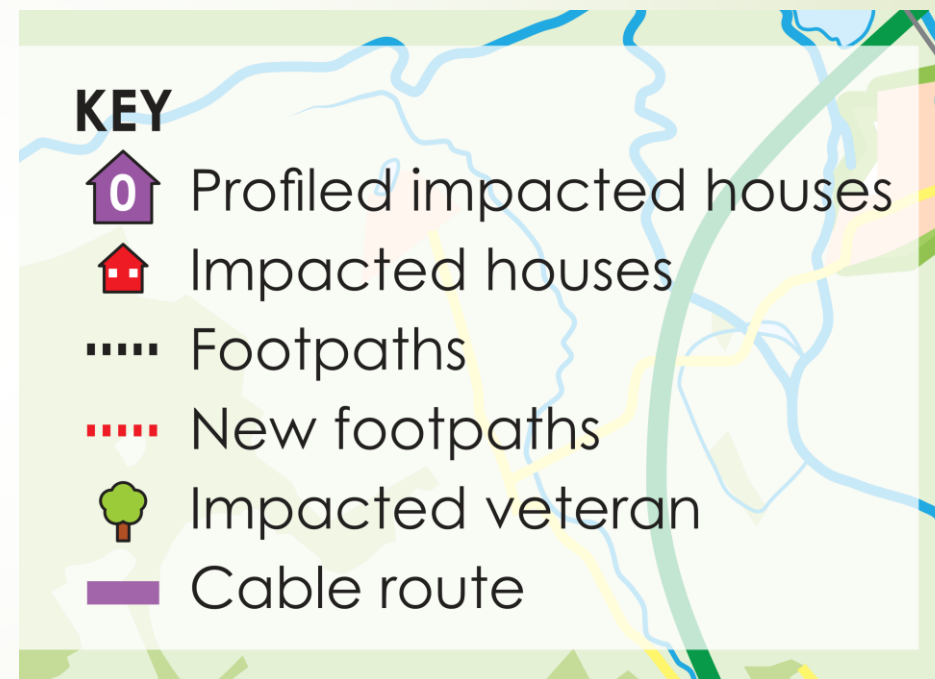 KEY
0 Profiled impacted houses
Impacted houses
Footpaths
New footpaths
Impacted veteran
Cable route